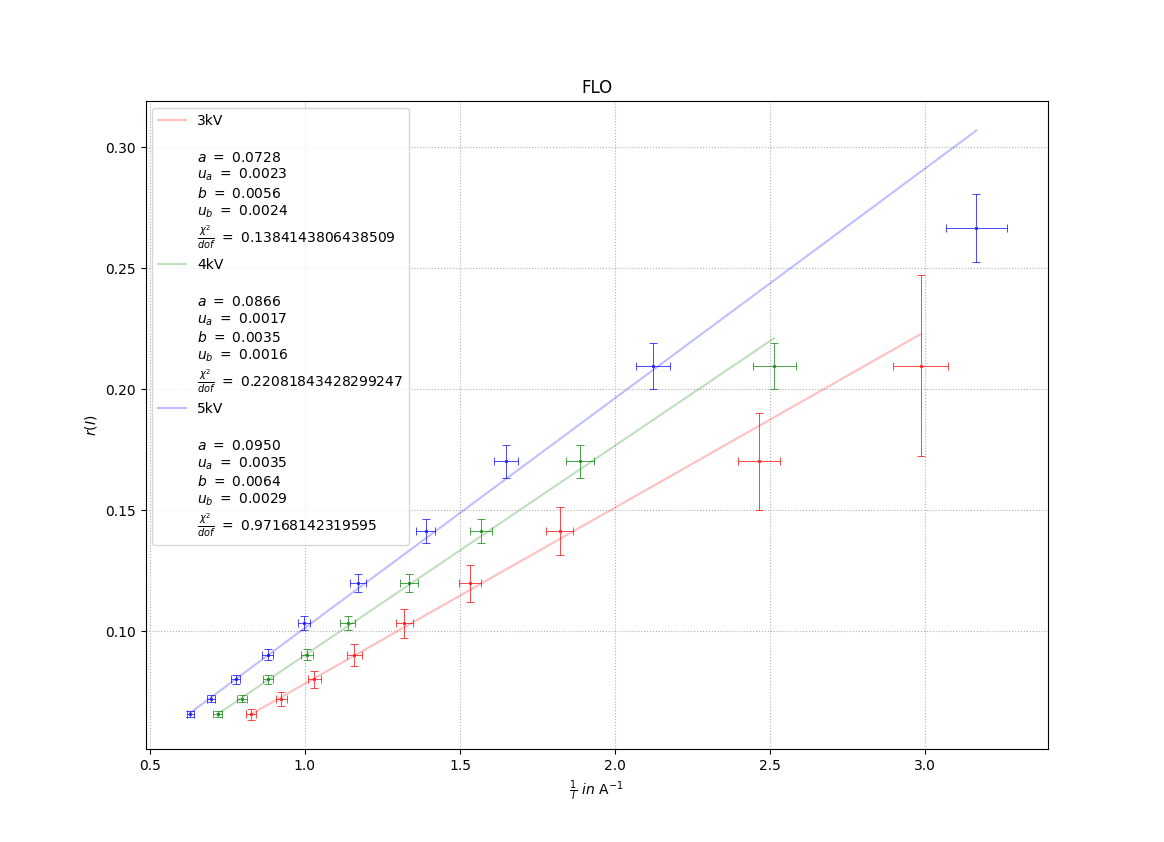 FLO
3kV
a = 0.0728
u_a = 0.0023
b = 0.0056
u_b = 0.0024
χ²/dof = 0.1384143806438509
4kV
a = 0.0866
u_a = 0.0017
b = 0.0035
u_b = 0.0016
χ²/dof = 0.22081843428299247
5kV
a = 0.0950
u_a = 0.0035
b = 0.0064
u_b = 0.0029
χ²/dof = 0.97168142319595
r(I)
0.30
0.25
0.20
0.15
0.10
0.5 1.0 1.5 2.0 2.5 3.0
1/I in A⁻¹